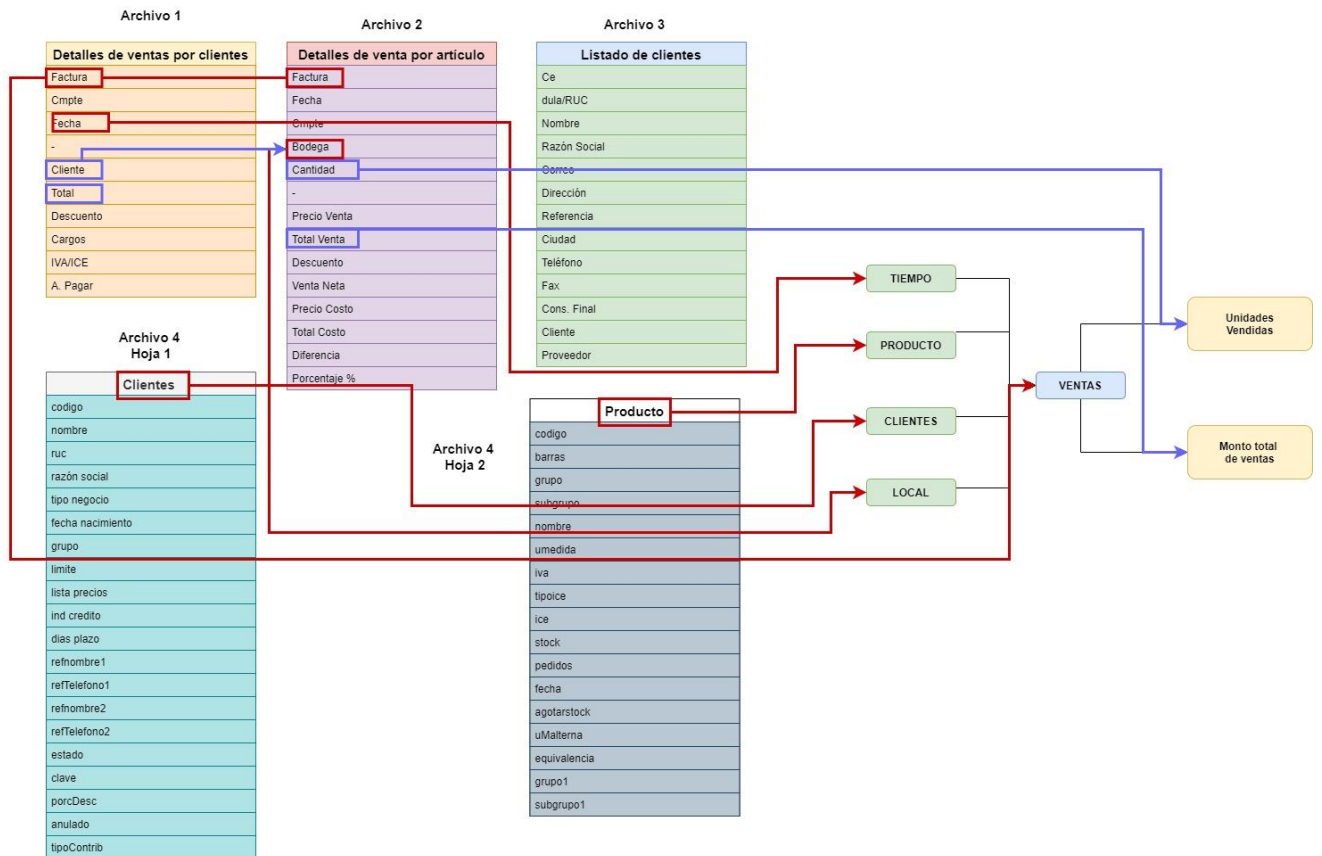 Archivo 1
Detalles de ventas por clientes
Factura
Cmpte
Fecha
-
Cliente
Total
Descuento
Cargos
IVA/ICE
A. Pagar
Archivo 2
Detalles de venta por artículo
Factura
Fecha
Cmpte
Bodega
Cantidad
-
Precio Venta
Total Venta
Descuento
Venta Neta
Precio Costo
Total Costo
Diferencia
Porcentaje %
Archivo 3
Listado de clientes
Ce
dula/RUC
Nombre
Razón Social
Correo
Dirección
Referencia
Ciudad
Teléfono
Fax
Cons. Final
Cliente
Proveedor
Archivo 4
Hoja 1
Clientes
codigo
nombre
ruc
razón social
tipo negocio
fecha nacimiento
grupo
limite
lista precios
ind credito
dias plazo
refnombre1
refTelefono1
refnombre2
refTelefono2
estado
clave
porcDesc
anulado
tipoContrib
Archivo 4
Hoja 2
Producto
codigo
barras
grupo
subgrupo
nombre
umedida
iva
tipoice
ice
stock
pedidos
fecha
agotarstock
uMalterna
equivalencia
grupo1
subgrupo1
TIEMPO
PRODUCTO
CLIENTES
LOCAL
VENTAS
Unidades
Vendidas
Monto total
de ventas